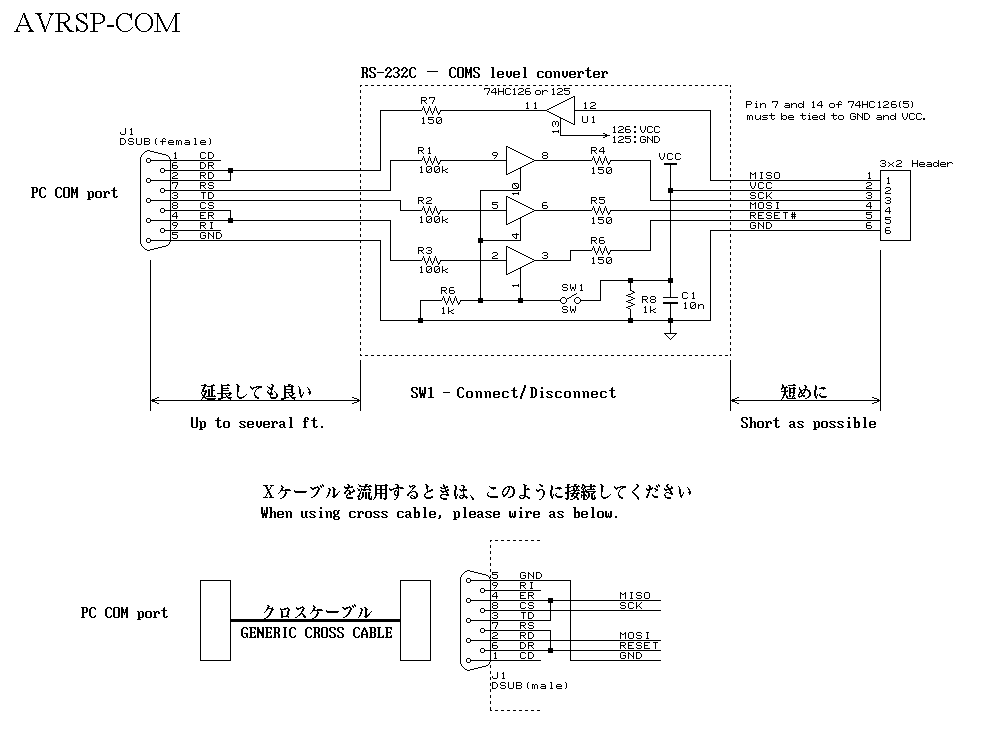 AVRSP-COM
RS-232C - COMS level converter
74HC126 or 125
R7
150
11
12
13
U1
126:VCC
125:GND
Pin 7 and 14 of 74HC126(5)
must be tied to GND and VCC.
J1
DSUB(female)
PC COM port
1 CD
6 DR
2 RD
7 RS
3 TD
8 CS
4 ER
9 RI
5 GND
R1
100k
9
8
10
R4
150
VCC
R2
100k
5
6
4
R5
150
R3
100k
2
3
1
R6
150
R6
1k
SW1
SW
R8
1k
C1
10n
3x2 Header
MISO 1 1
VCC 2 2
SCK 3 3
MOSI 4 4
RESET# 5 5
GND 6 6
延長しても良い
Up to several ft.
SW1 - Connect/Disconnect
短めに
Short as possible
Xケーブルを流用するときは、このように接続してください
When using cross cable, please wire as below.
PC COM port
クロスケーブル
GENERIC CROSS CABLE
5 GND
9 RI
4 ER
8 CS
3 TD
7 RS
2 RD
6 DR
1 CD
MISO
SCK
MOSI
RESET
GND
J1
DSUB(male)